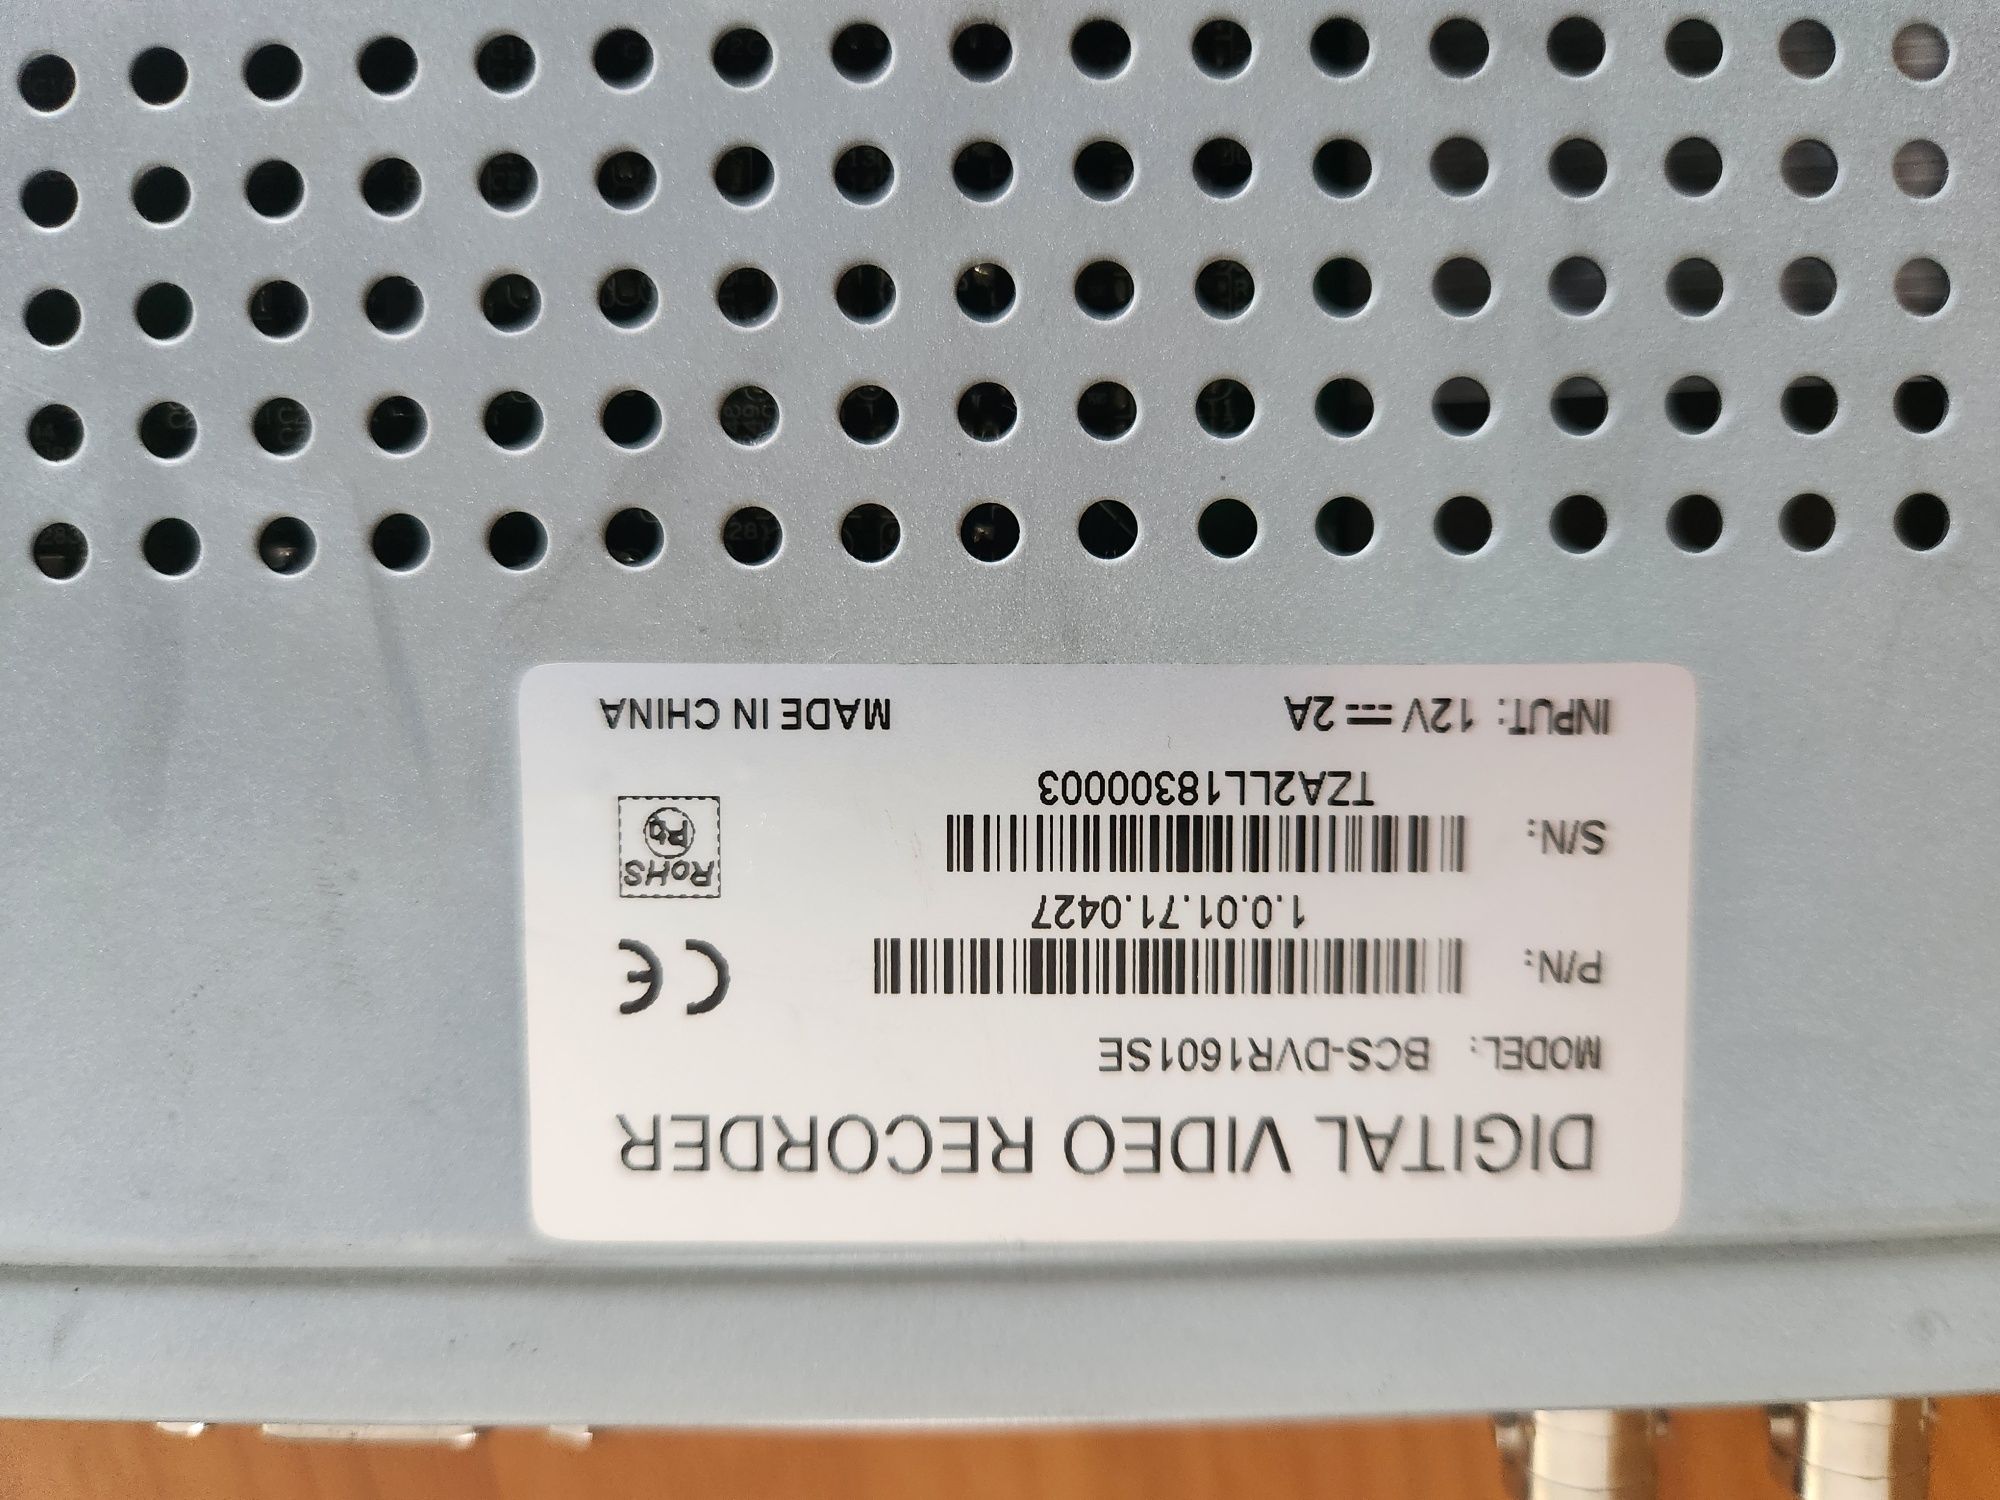 DIGITAL VIDEO RECORDER
MODEL: BCS-DVR1601SE
P/N:
1.0.01.71.0427
S/N:
TZA2LL18300003
CE
RoHS
Pb
INPUT: 12V ⎓ 2A MADE IN CHINA